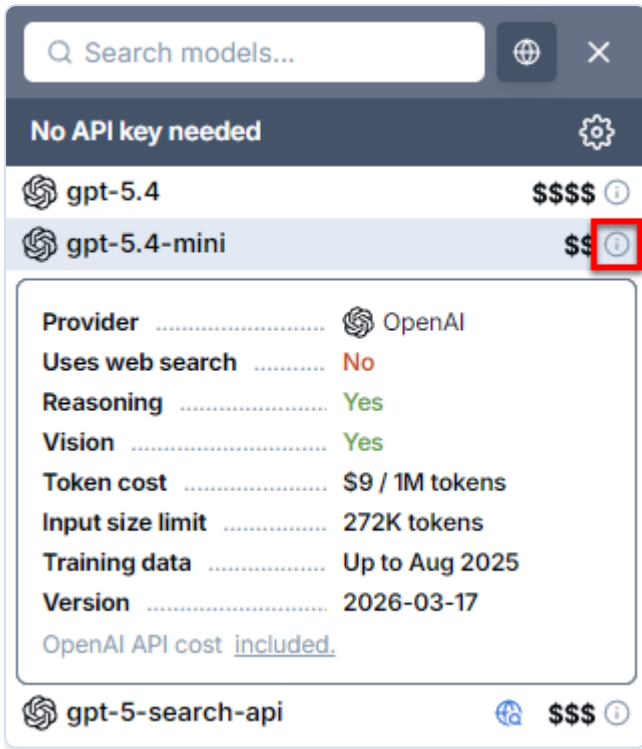 Search models...
No API key needed
gpt-5.4 $$$$
gpt-5.4-mini $$
Provider ........................ OpenAI
Uses web search ............ No
Reasoning ........................ Yes
Vision ................................ Yes
Token cost ........................ $9 / 1M tokens
Input size limit ................. 272K tokens
Training data ................... Up to Aug 2025
Version ............................. 2026-03-17
OpenAI API cost included.
gpt-5-search-api $$$